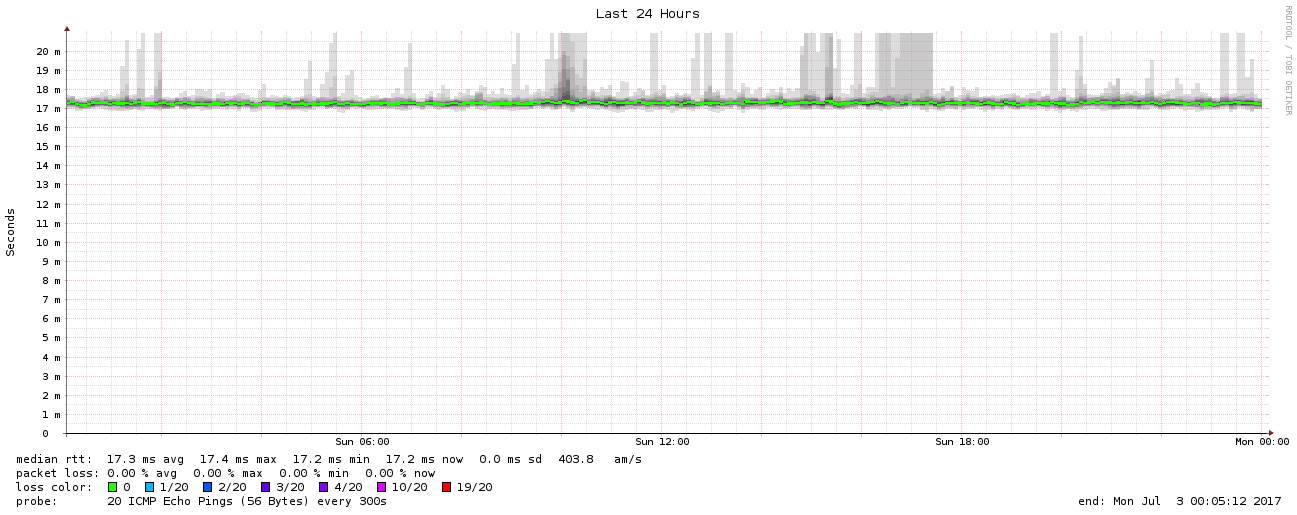 Last 24 Hours
RRDTOOL / TOBI OETIKER
Seconds
20 m
19 m
18 m
17 m
16 m
15 m
14 m
13 m
12 m
11 m
10 m
9 m
8 m
7 m
6 m
5 m
4 m
3 m
2 m
1 m
0
Sun 06:00 Sun 12:00 Sun 18:00 Mon 00:00
median rtt: 17.3 ms avg 17.4 ms max 17.2 ms min 17.2 ms now 0.0 ms sd 403.8 am/s
packet loss: 0.00 % avg 0.00 % max 0.00 % min 0.00 % now
loss color: 0 1/20 2/20 3/20 4/20 10/20 19/20
probe: 20 ICMP Echo Pings (56 Bytes) every 300s end: Mon Jul 3 00:05:12 2017